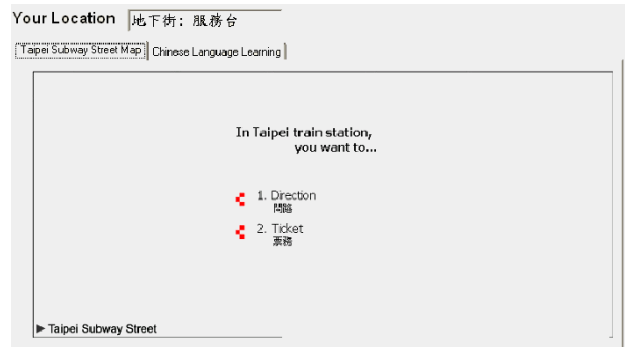 Your Location 地下街: 服務台
Taipei Subway Street Map Chinese Language Learning
In Taipei train station,
you want to...
1. Direction
問路
2. Ticket
票務
Taipei Subway Street